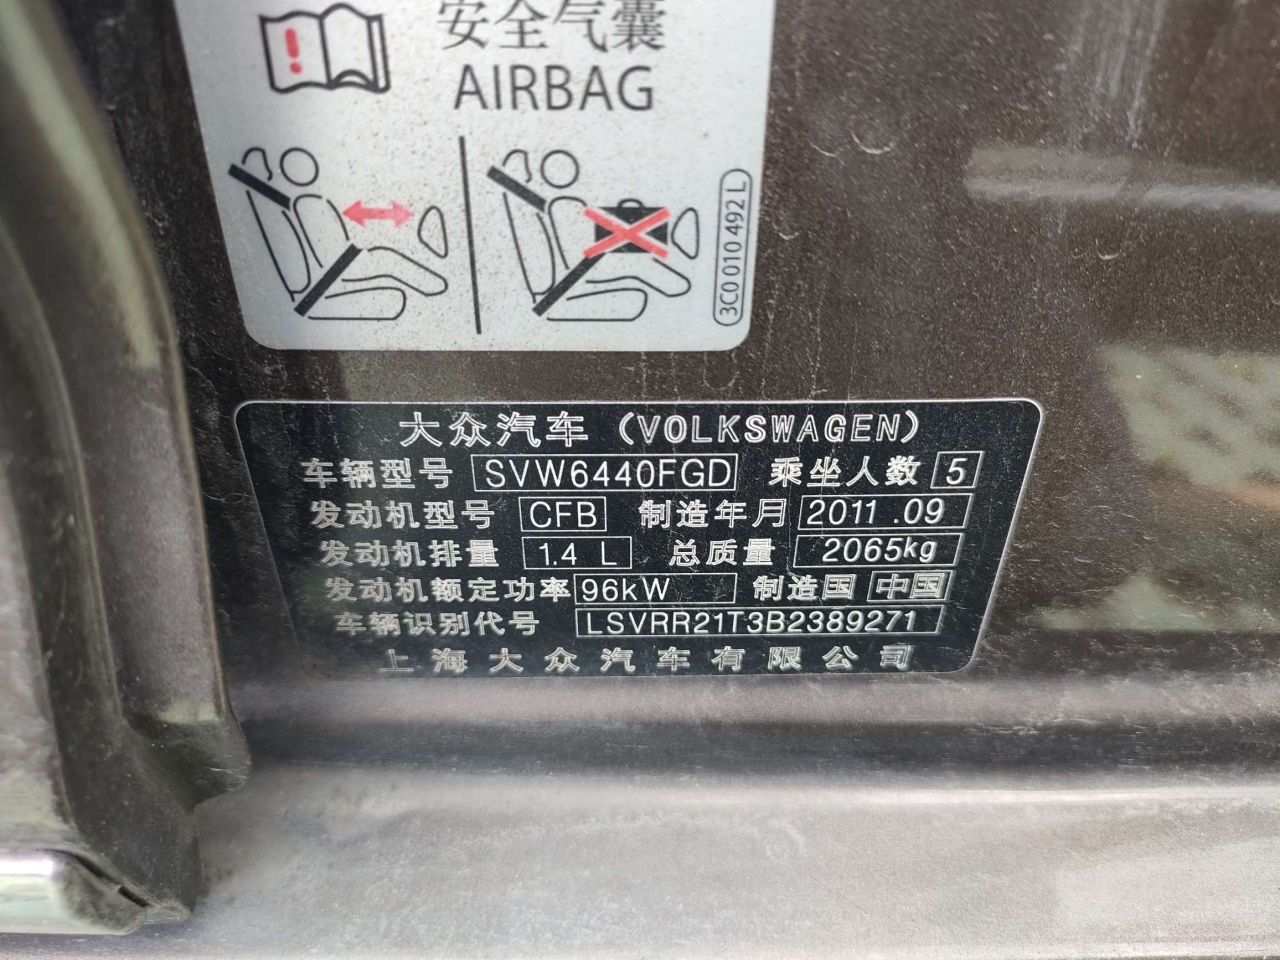 安全气囊
AIRBAG
3C0 010 492 L
大众汽车（VOLKSWAGEN）
车辆型号 SVW6440FGD 乘坐人数 5
发动机型号 CFB 制造年月 2011.09
发动机排量 1.4 L 总质量 2065kg
发动机额定功率 96kW 制造国 中国
车辆识别代号 LSVRR21T3B2389271
上海大众汽车有限公司